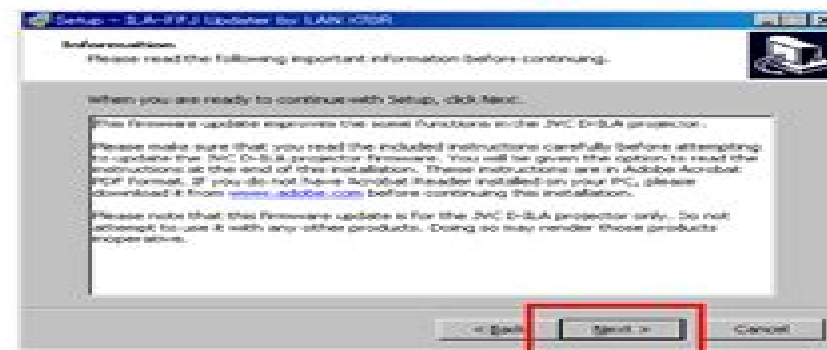 Information
Please read the following important information before continuing.
When you are ready to continue with Setup, click Next.
This firmware update improves the some functions in the JVC D-ILA projector.
Please make sure that you read the included instructions carefully before attempting
to update the JVC D-ILA projector firmware. You will be given the option to read the
instructions at the end of this installation. These instructions are in Adobe Acrobat
PDF format. If you do not have Acrobat Reader installed on your PC, please
download it from www.adobe.com before continuing this installation.
Please note that this firmware update is for the JVC D-ILA projector only. Do not
attempt to use it with any other products. Doing so may render those products
inoperative.
< Back
Next >
Cancel